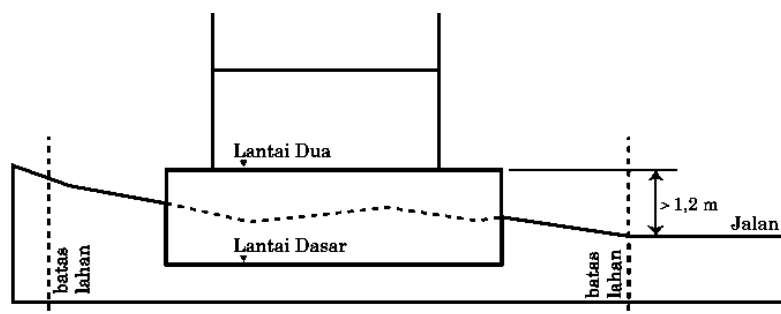 Lantai Dua
> 1,2 m
Jalan
Lantai Dasar
batas
lahan
batas
lahan